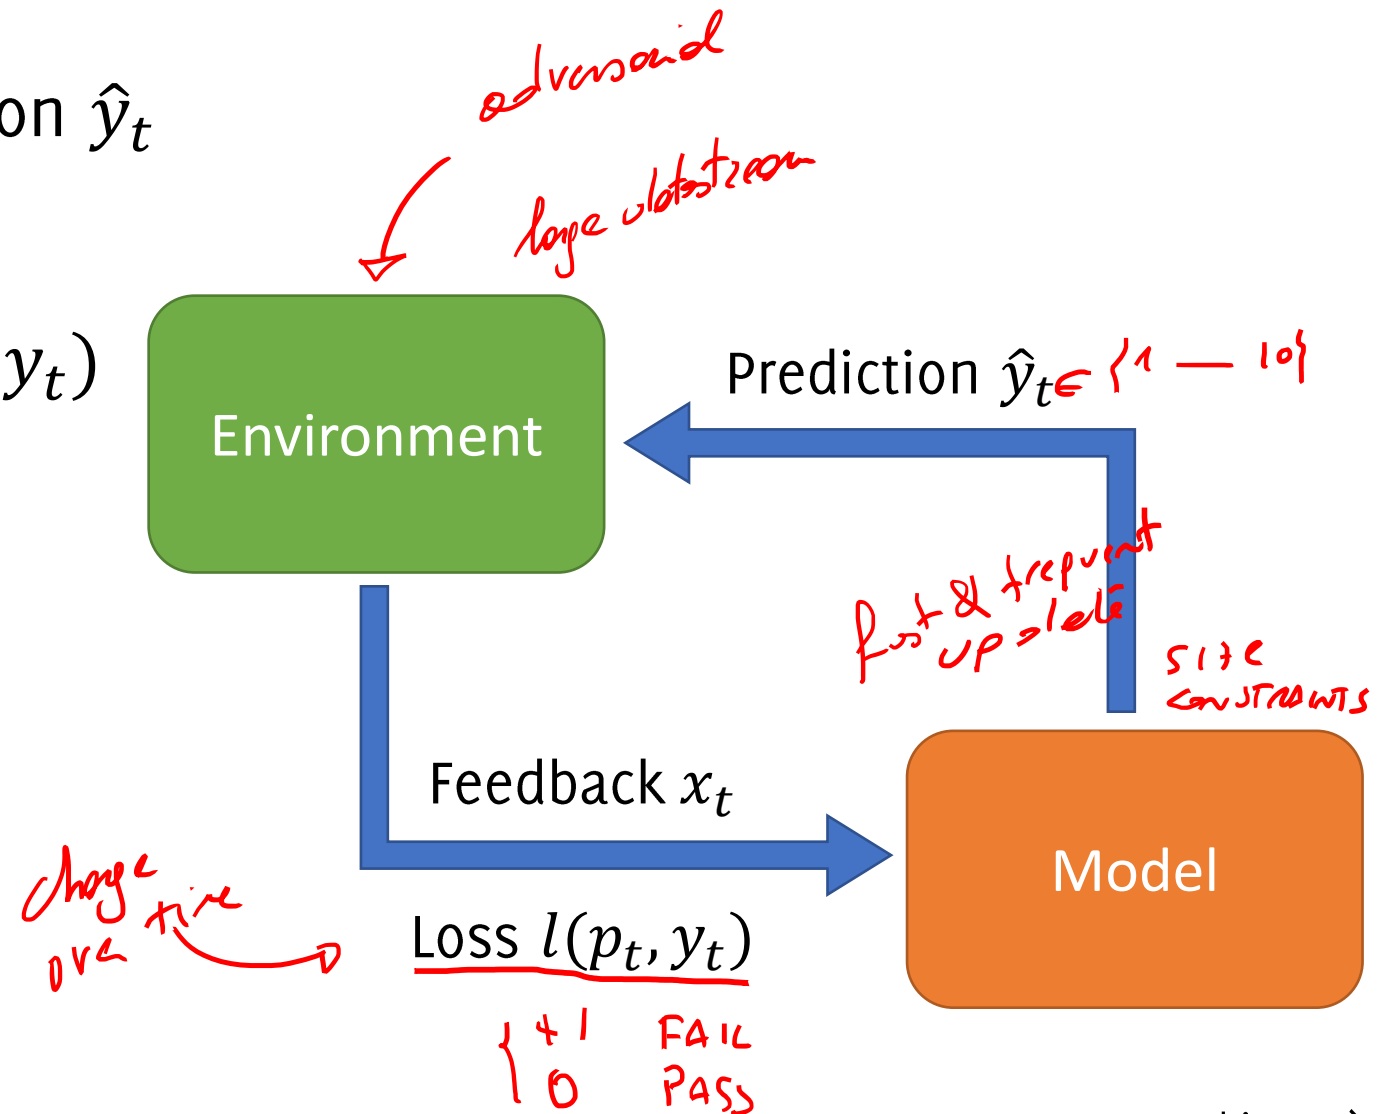 on ŷₜ
adversarial
large datastream
yₜ)
Environment
Prediction ŷₜ ∈ {1 — 10}
fast & frequent
update
size
constraints
Feedback xₜ
Model
change
over time
Loss l(pₜ, yₜ)
{ +1 FAIL
0 PASS